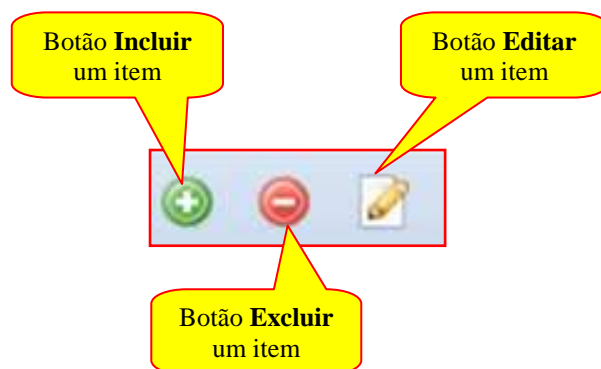 Botão Incluir
um item
Botão Editar
um item
Botão Excluir
um item